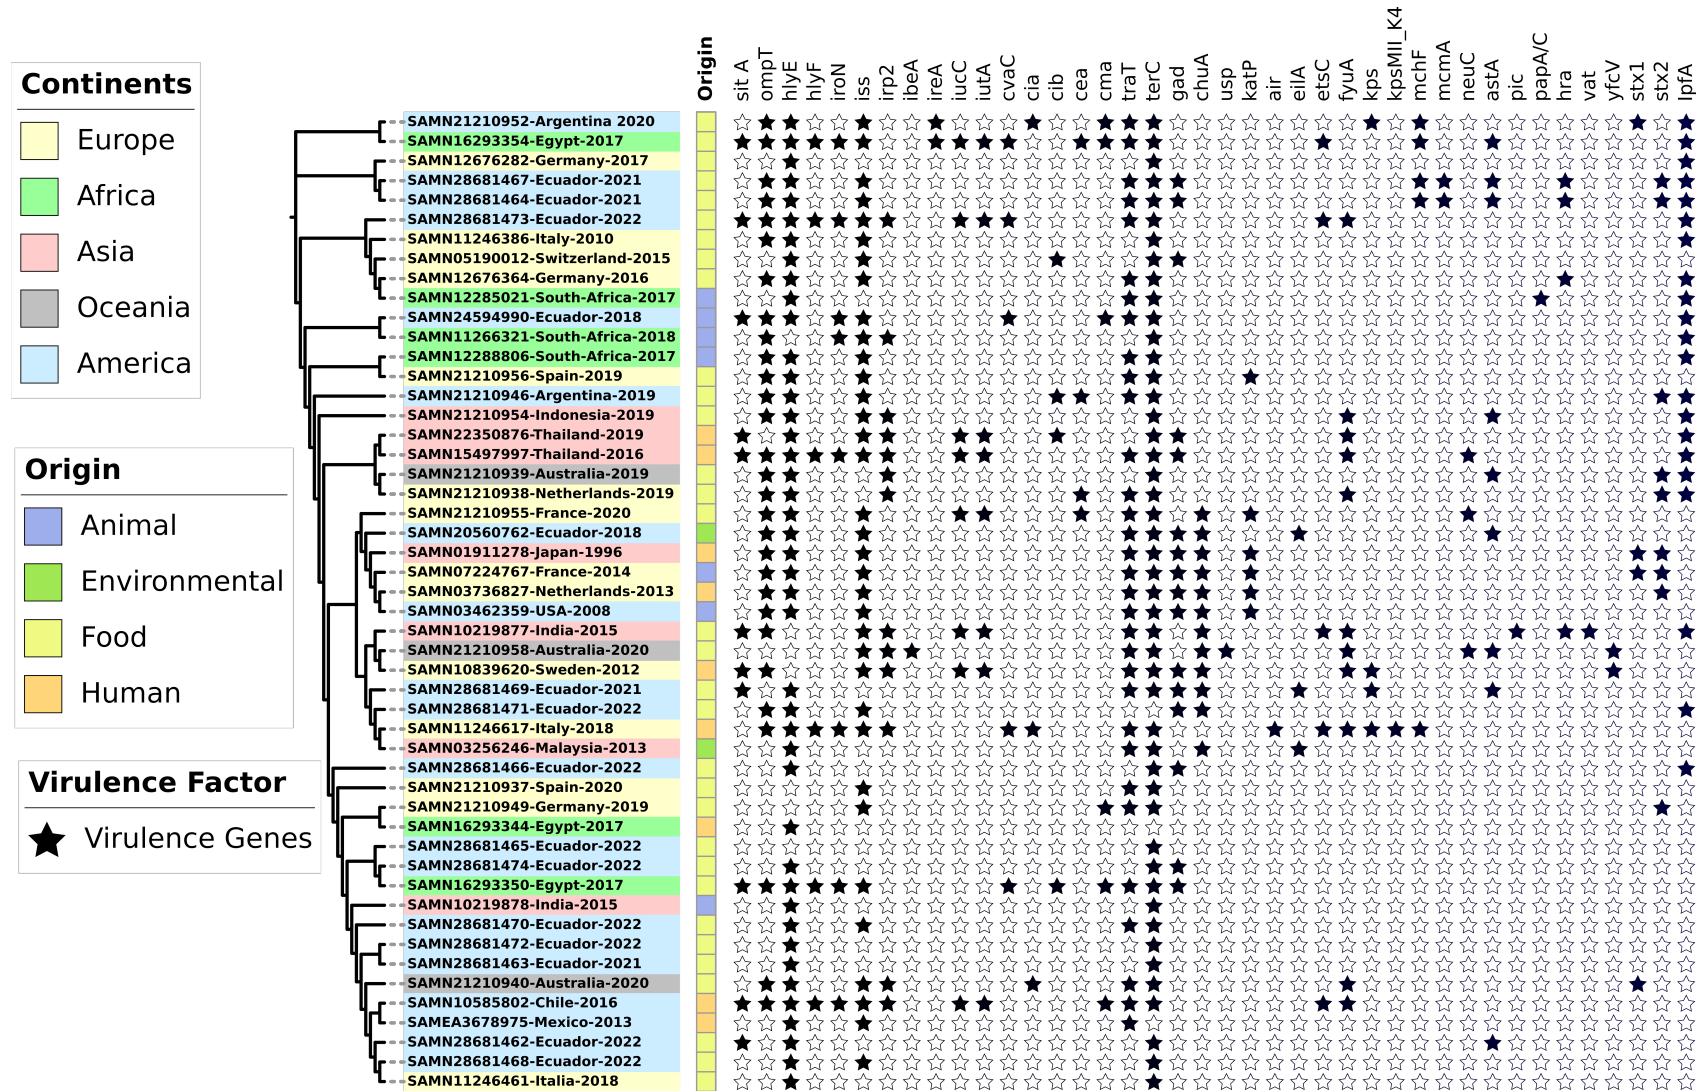 Continents
Europe
Africa
Asia
Oceania
America
Origin
Animal
Environmental
Food
Human
Virulence Factor
Virulence Genes
Origin
sit A
ompT
hlyE
hlyF
iroN
iss
irp2
ibeA
ireA
iucC
iutA
cvaC
cia
cib
cea
cma
traT
terC
gad
chuA
usp
katP
air
eilA
etsC
fyuA
kps
kpsMII_K4
mchF
mcmA
neuC
astA
pic
papA/C
hra
vat
yfcV
stx1
stx2
lpfA
SAMN21210952-Argentina 2020
SAMN16293354-Egypt-2017
SAMN12676282-Germany-2017
SAMN28681467-Ecuador-2021
SAMN28681464-Ecuador-2021
SAMN28681473-Ecuador-2022
SAMN11246386-Italy-2010
SAMN05190012-Switzerland-2015
SAMN12676364-Germany-2016
SAMN12285021-South-Africa-2017
SAMN24594990-Ecuador-2018
SAMN11266321-South-Africa-2018
SAMN12288806-South-Africa-2017
SAMN21210956-Spain-2019
SAMN21210946-Argentina-2019
SAMN21210954-Indonesia-2019
SAMN22350876-Thailand-2019
SAMN15497997-Thailand-2016
SAMN21210939-Australia-2019
SAMN21210938-Netherlands-2019
SAMN21210955-France-2020
SAMN20560762-Ecuador-2018
SAMN01911278-Japan-1996
SAMN07224767-France-2014
SAMN03736827-Netherlands-2013
SAMN03462359-USA-2008
SAMN10219877-India-2015
SAMN21210958-Australia-2020
SAMN10839620-Sweden-2012
SAMN28681469-Ecuador-2021
SAMN28681471-Ecuador-2022
SAMN11246617-Italy-2018
SAMN03256246-Malaysia-2013
SAMN28681466-Ecuador-2022
SAMN21210937-Spain-2020
SAMN21210949-Germany-2019
SAMN16293344-Egypt-2017
SAMN28681465-Ecuador-2022
SAMN28681474-Ecuador-2022
SAMN16293350-Egypt-2017
SAMN10219878-India-2015
SAMN28681470-Ecuador-2022
SAMN28681472-Ecuador-2022
SAMN28681463-Ecuador-2021
SAMN21210940-Australia-2020
SAMN10585802-Chile-2016
SAMEA3678975-Mexico-2013
SAMN28681462-Ecuador-2022
SAMN28681468-Ecuador-2022
SAMN11246461-Italia-2018